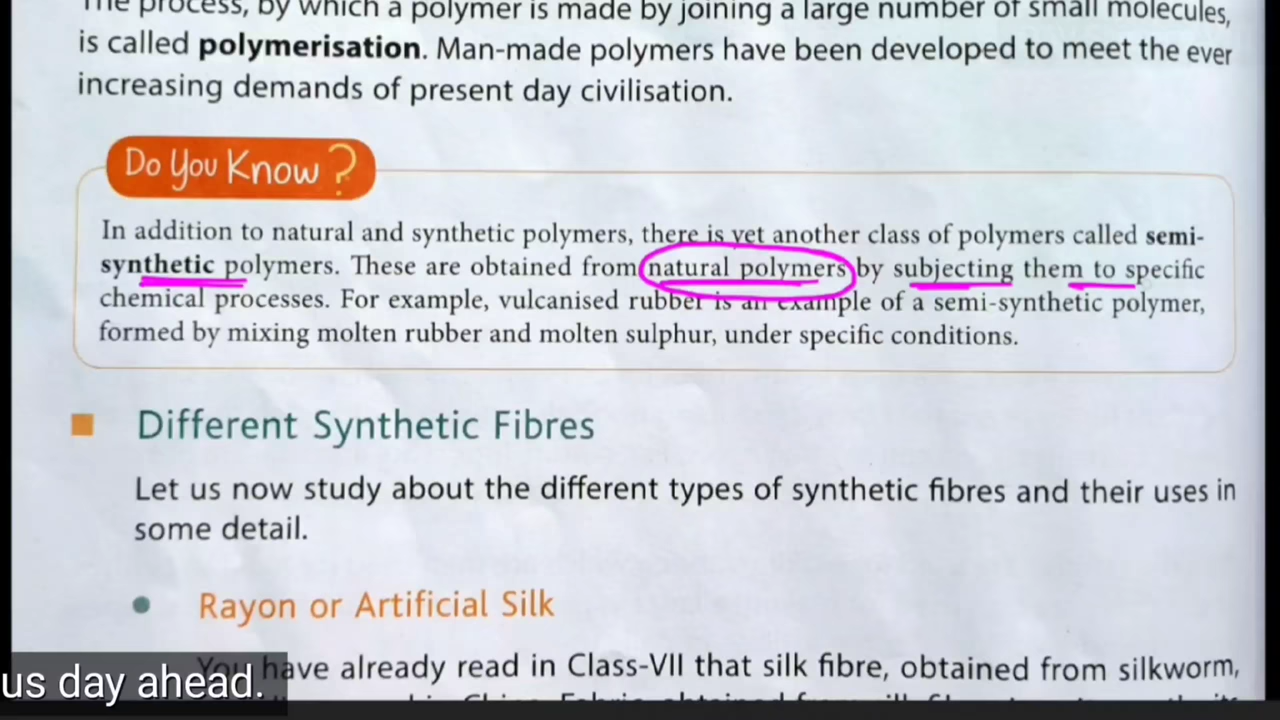 The process, by which a polymer is made by joining a large number of small molecules,
is called polymerisation. Man-made polymers have been developed to meet the ever
increasing demands of present day civilisation.
Do You Know?
In addition to natural and synthetic polymers, there is yet another class of polymers called semi-
synthetic polymers. These are obtained from natural polymers by subjecting them to specific
chemical processes. For example, vulcanised rubber is an example of a semi-synthetic polymer,
formed by mixing molten rubber and molten sulphur, under specific conditions.
Different Synthetic Fibres
Let us now study about the different types of synthetic fibres and their uses in
some detail.
Rayon or Artificial Silk
You have already read in Class-VII that silk fibre, obtained from silkworm,
us day ahead.